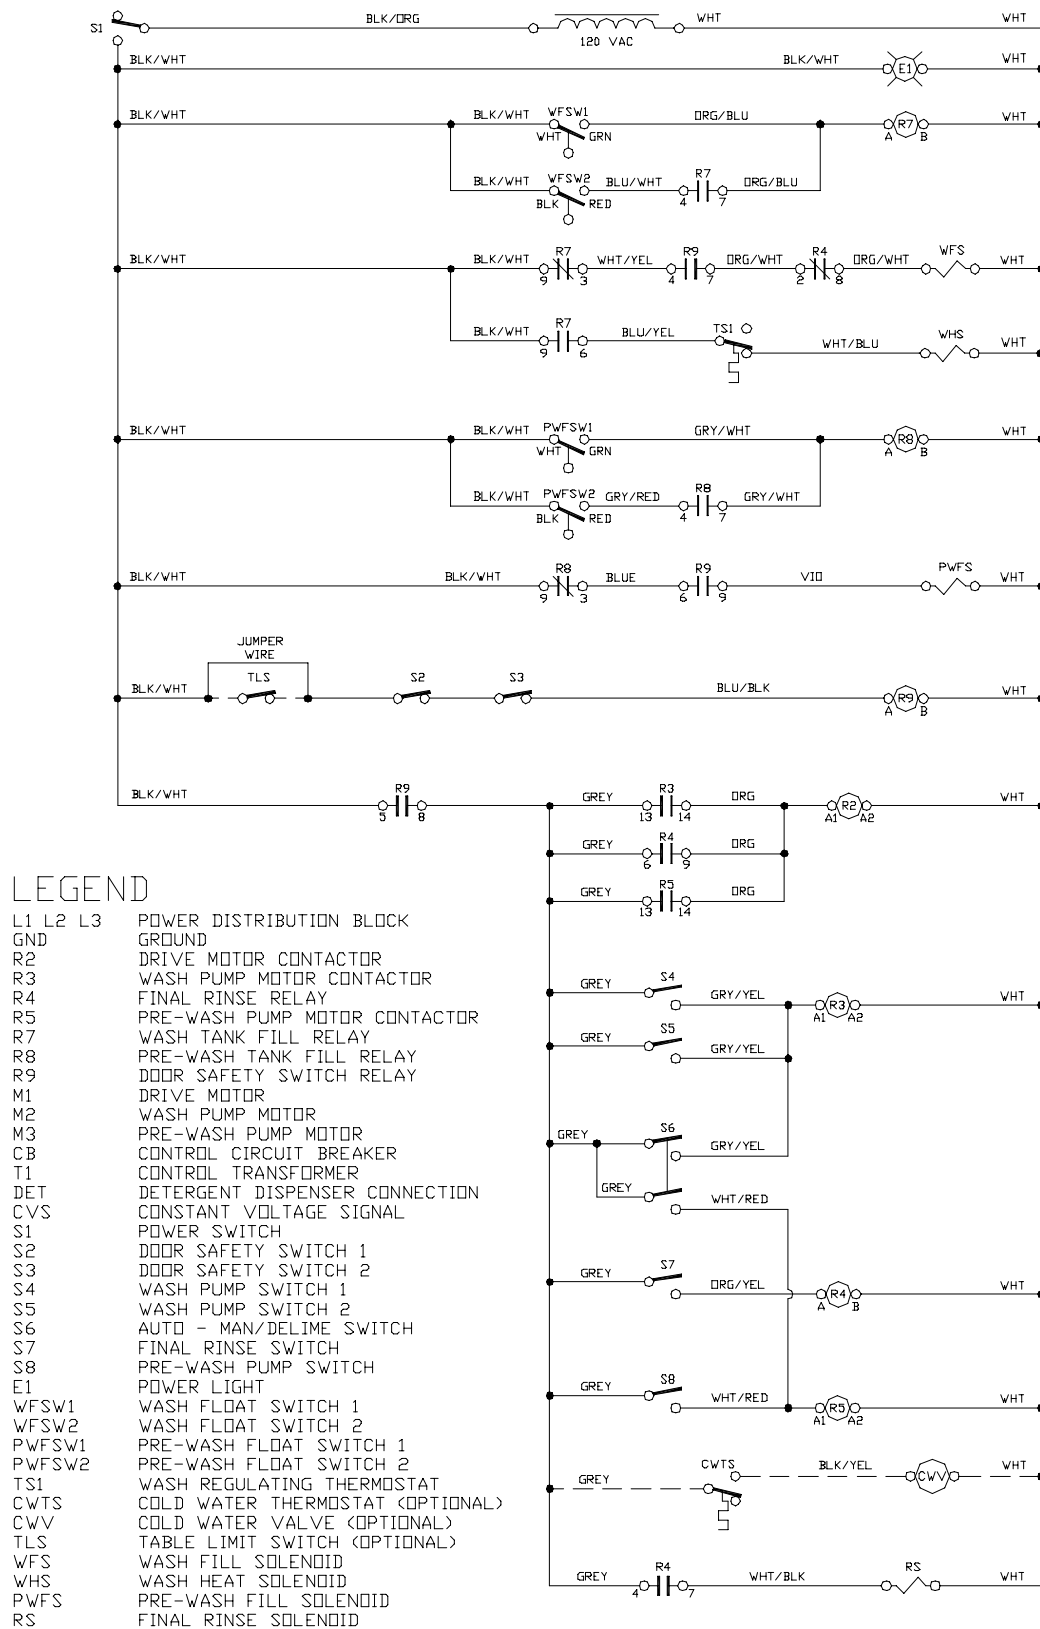 BLK/ORG WHT WHT
S1
120 VAC
BLK/WHT BLK/WHT E1 WHT
BLK/WHT BLK/WHT WFSW1 ORG/BLU R7 WHT
WHT GRN A B
BLK/WHT WFSW2 BLU/WHT R7 ORG/BLU
BLK RED 4 7
BLK/WHT BLK/WHT R7 WHT/YEL R9 ORG/WHT R4 ORG/WHT WFS WHT
9 3 4 7 2 8
BLK/WHT R7 BLU/YEL TS1 WHT/BLU WHS WHT
9 6
BLK/WHT BLK/WHT PWFSW1 GRY/WHT R8 WHT
WHT GRN A B
BLK/WHT PWFSW2 GRY/RED R8 GRY/WHT
BLK RED 4 7
BLK/WHT BLK/WHT R8 BLUE R9 VIO PWFS WHT
9 3 6 9
JUMPER
WIRE
BLK/WHT TLS S2 S3 BLU/BLK R9 WHT
A B
BLK/WHT R9 GREY R3 ORG R2 WHT
5 8 13 14 A1 A2
GREY R4 ORG
6 9
GREY R5 ORG
13 14
GREY S4 GRY/YEL R3 WHT
A1 A2
GREY S5 GRY/YEL
GREY S6 GRY/YEL
GREY WHT/RED
GREY S7 ORG/YEL R4 WHT
A B
GREY S8 WHT/RED R5 WHT
A1 A2
GREY CWTS BLK/YEL CWV WHT
GREY R4 WHT/BLK RS WHT
4 7
LEGEND
L1 L2 L3 POWER DISTRIBUTION BLOCK
GND GROUND
R2 DRIVE MOTOR CONTACTOR
R3 WASH PUMP MOTOR CONTACTOR
R4 FINAL RINSE RELAY
R5 PRE-WASH PUMP MOTOR CONTACTOR
R7 WASH TANK FILL RELAY
R8 PRE-WASH TANK FILL RELAY
R9 DOOR SAFETY SWITCH RELAY
M1 DRIVE MOTOR
M2 WASH PUMP MOTOR
M3 PRE-WASH PUMP MOTOR
CB CONTROL CIRCUIT BREAKER
T1 CONTROL TRANSFORMER
DET DETERGENT DISPENSER CONNECTION
CVS CONSTANT VOLTAGE SIGNAL
S1 POWER SWITCH
S2 DOOR SAFETY SWITCH 1
S3 DOOR SAFETY SWITCH 2
S4 WASH PUMP SWITCH 1
S5 WASH PUMP SWITCH 2
S6 AUTO - MAN/DELIME SWITCH
S7 FINAL RINSE SWITCH
S8 PRE-WASH PUMP SWITCH
E1 POWER LIGHT
WFSW1 WASH FLOAT SWITCH 1
WFSW2 WASH FLOAT SWITCH 2
PWFSW1 PRE-WASH FLOAT SWITCH 1
PWFSW2 PRE-WASH FLOAT SWITCH 2
TS1 WASH REGULATING THERMOSTAT
CWTS COLD WATER THERMOSTAT (OPTIONAL)
CWV COLD WATER VALVE (OPTIONAL)
TLS TABLE LIMIT SWITCH (OPTIONAL)
WFS WASH FILL SOLENOID
WHS WASH HEAT SOLENOID
PWFS PRE-WASH FILL SOLENOID
RS FINAL RINSE SOLENOID